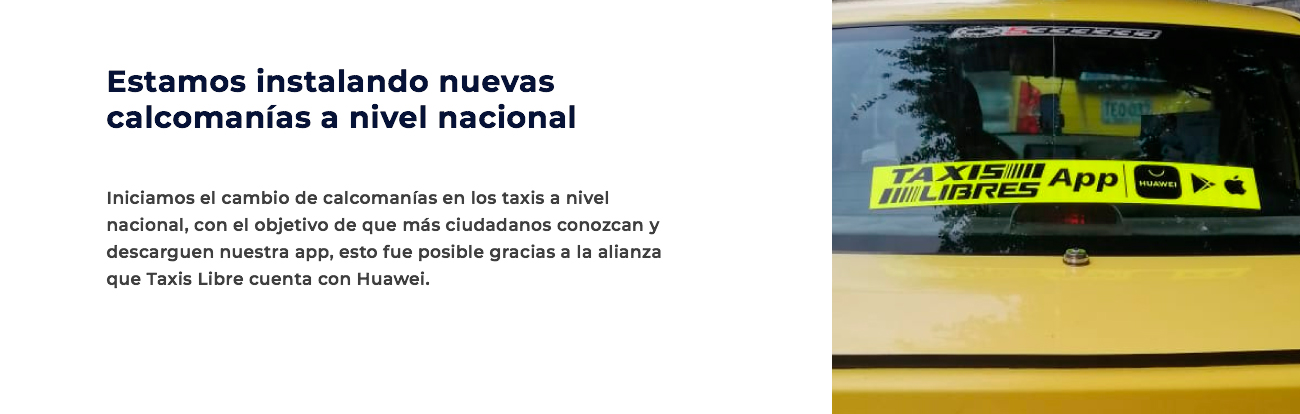 Estamos instalando nuevas
calcomanías a nivel nacional
Iniciamos el cambio de calcomanías en los taxis a nivel
nacional, con el objetivo de que más ciudadanos conozcan y
descarguen nuestra app, esto fue posible gracias a la alianza
que Taxis Libre cuenta con Huawei.
TAXIS
LIBRES App HUAWEI